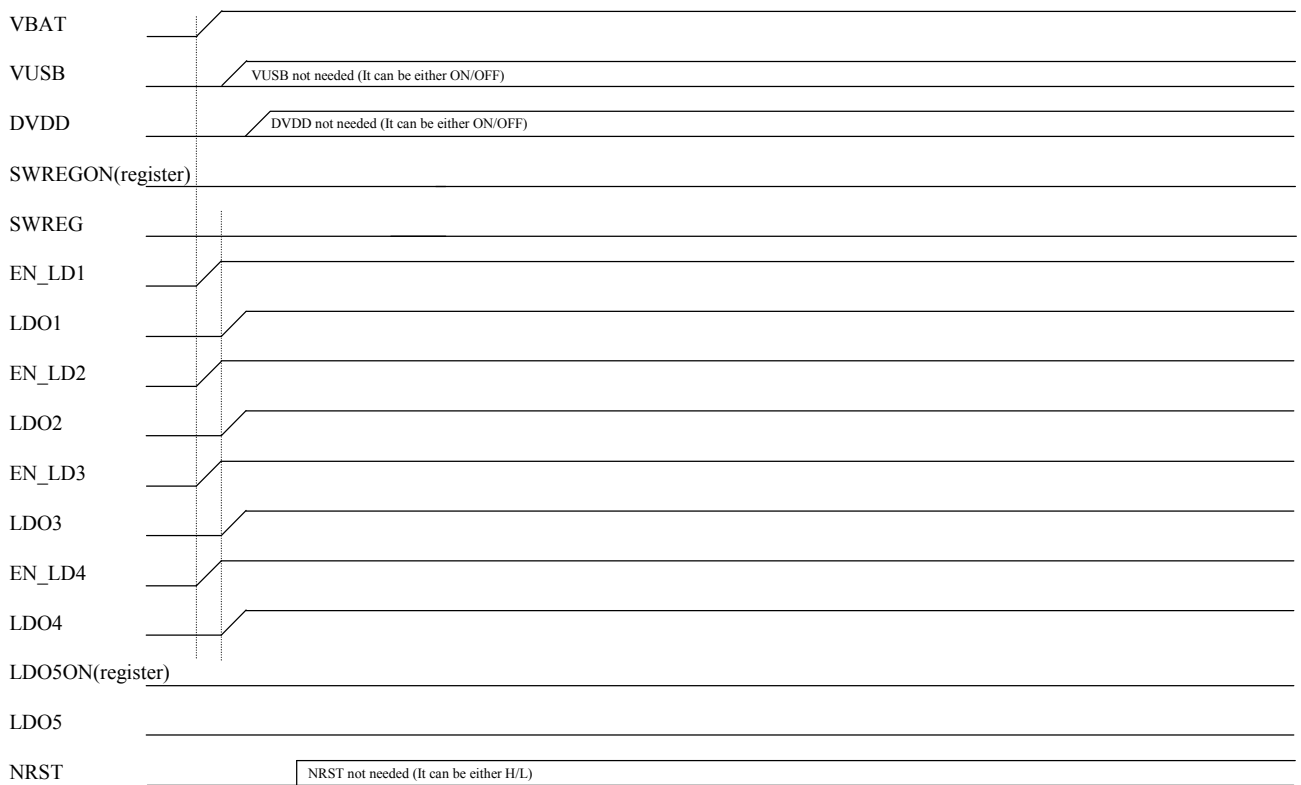 VBAT
VUSB
VUSB not needed (It can be either ON/OFF)
DVDD
DVDD not needed (It can be either ON/OFF)
SWREGON(register)
SWREG
EN_LD1
LDO1
EN_LD2
LDO2
EN_LD3
LDO3
EN_LD4
LDO4
LDO5ON(register)
LDO5
NRST
NRST not needed (It can be either H/L)